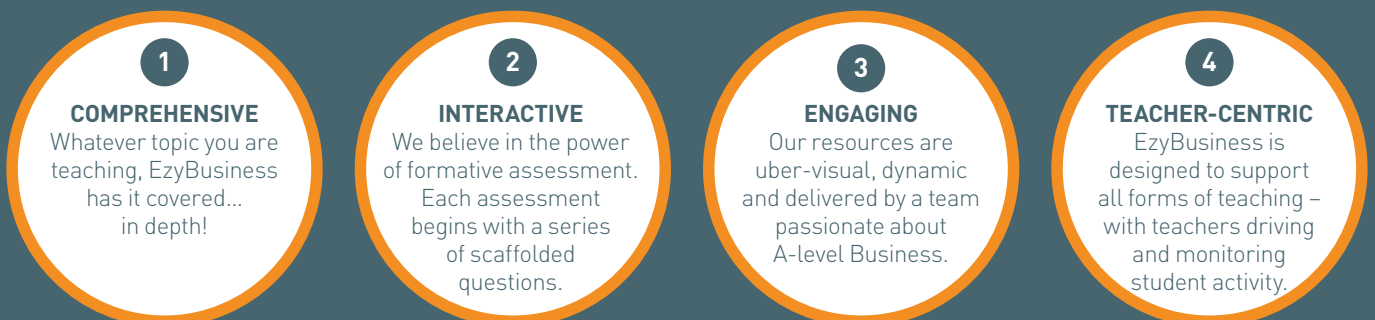 1
COMPREHENSIVE
Whatever topic you are
teaching, EzyBusiness
has it covered...
in depth!
2
INTERACTIVE
We believe in the power
of formative assessment.
Each assessment
begins with a series
of scaffolded
questions.
3
ENGAGING
Our resources are
uber-visual, dynamic
and delivered by a team
passionate about
A-level Business.
4
TEACHER-CENTRIC
EzyBusiness is
designed to support
all forms of teaching –
with teachers driving
and monitoring
student activity.